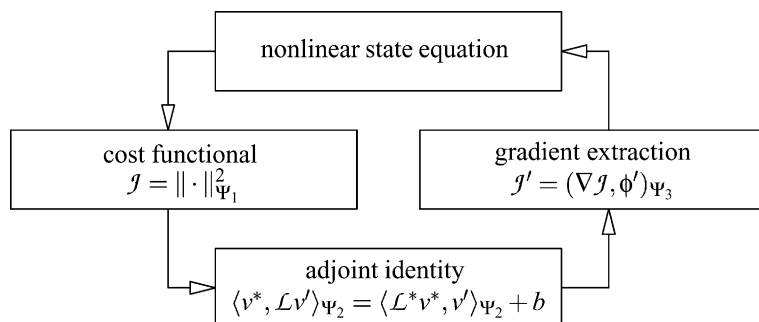 nonlinear state equation
cost functional
𝒥 = ‖ · ‖²_Ψ₁
gradient extraction
𝒥′ = (∇𝒥, ϕ′)_Ψ₃
adjoint identity
⟨v*, ℒv′⟩_Ψ₂ = ⟨ℒ*v*, v′⟩_Ψ₂ + b